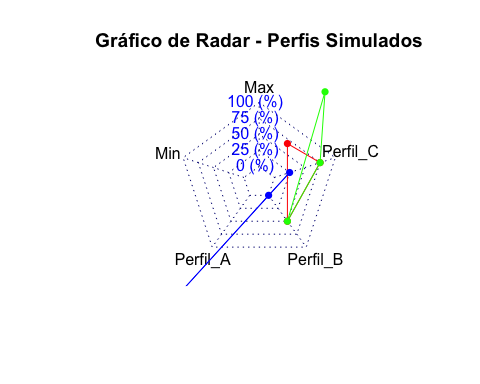 Gráfico de Radar - Perfis Simulados
Max
100 (%)
75 (%)
50 (%)
25 (%)
0 (%)
Min
Perfil_C
Perfil_A
Perfil_B